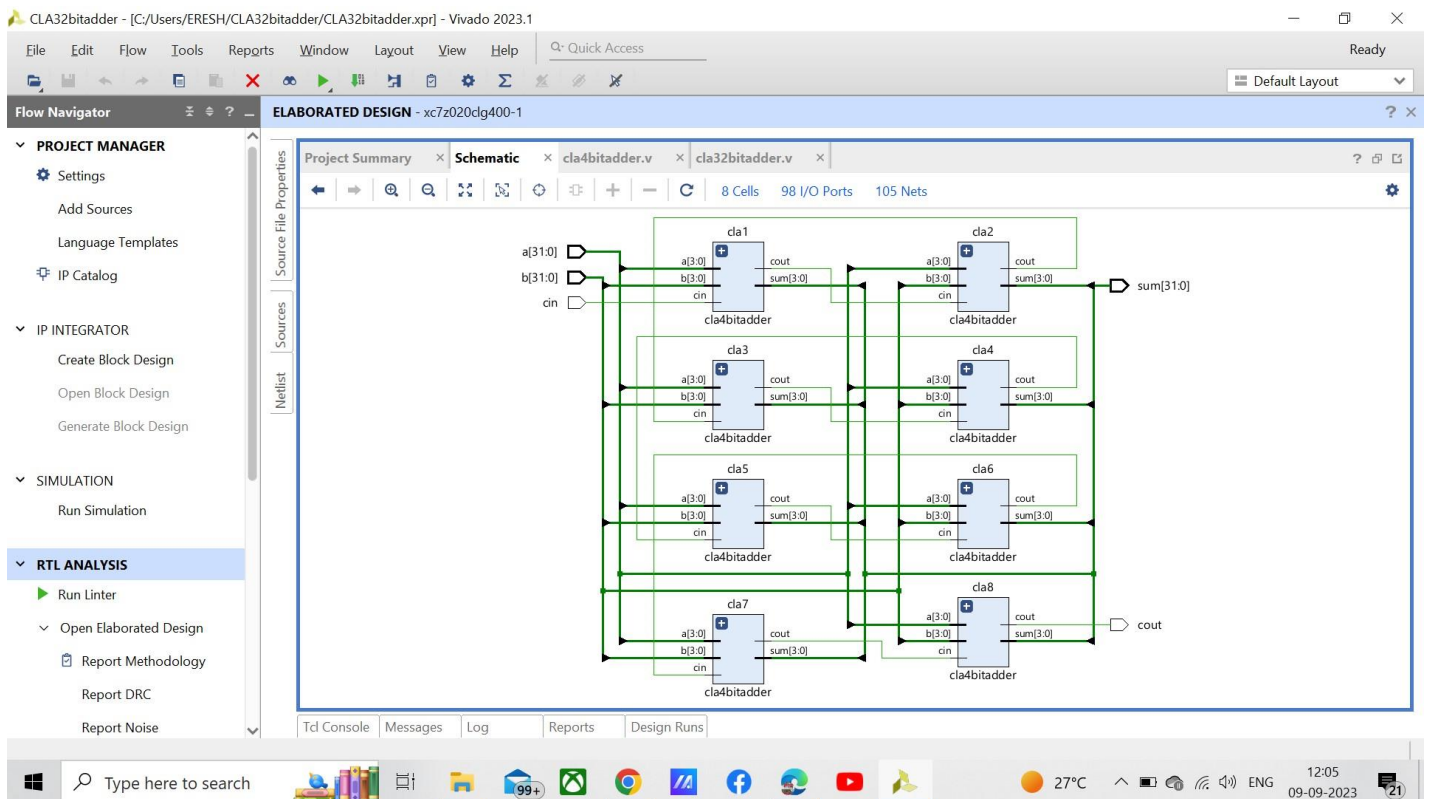 CLA32bitadder - [C:/Users/ERESH/CLA32bitadder/CLA32bitadder.xpr] - Vivado 2023.1
File Edit Flow Tools Reports Window Layout View Help Quick Access Ready
Default Layout
Flow Navigator
ELABORATED DESIGN - xc7z020clg400-1
PROJECT MANAGER
Settings
Add Sources
Language Templates
IP Catalog
IP INTEGRATOR
Create Block Design
Open Block Design
Generate Block Design
SIMULATION
Run Simulation
RTL ANALYSIS
Run Linter
Open Elaborated Design
Report Methodology
Report DRC
Report Noise
Source File Properties
Sources
Netlist
Project Summary Schematic cla4bitadder.v cla32bitadder.v
8 Cells 98 I/O Ports 105 Nets
a[31:0]
b[31:0]
cin
cla1
a[3:0] cout
b[3:0] sum[3:0]
cin
cla4bitadder
cla2
a[3:0] cout
b[3:0] sum[3:0]
cin
cla4bitadder
sum[31:0]
cla3
a[3:0] cout
b[3:0] sum[3:0]
cin
cla4bitadder
cla4
a[3:0] cout
b[3:0] sum[3:0]
cin
cla4bitadder
cla5
a[3:0] cout
b[3:0] sum[3:0]
cin
cla4bitadder
cla6
a[3:0] cout
b[3:0] sum[3:0]
cin
cla4bitadder
cla7
a[3:0] cout
b[3:0] sum[3:0]
cin
cla4bitadder
cla8
a[3:0] cout
b[3:0] sum[3:0]
cin
cla4bitadder
cout
Tcl Console Messages Log Reports Design Runs
Type here to search
99+
27°C
ENG
12:05
09-09-2023
21